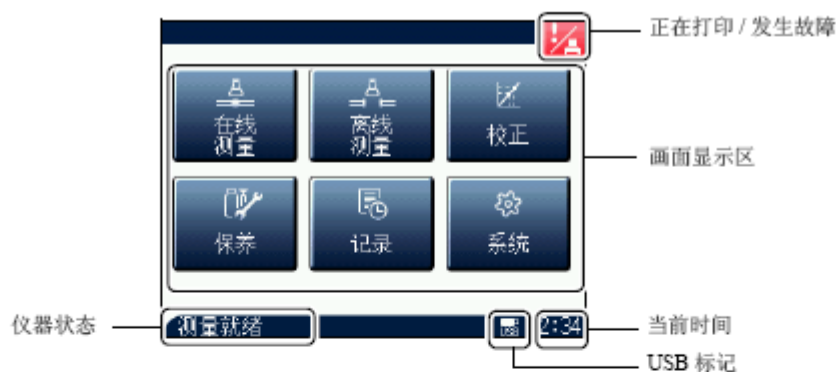 正在打印 / 发生故障
在线
测量
离线
测量
校正
画面显示区
保养
记录
系统
仪器状态
测量就绪
2:34
当前时间
USB 标记